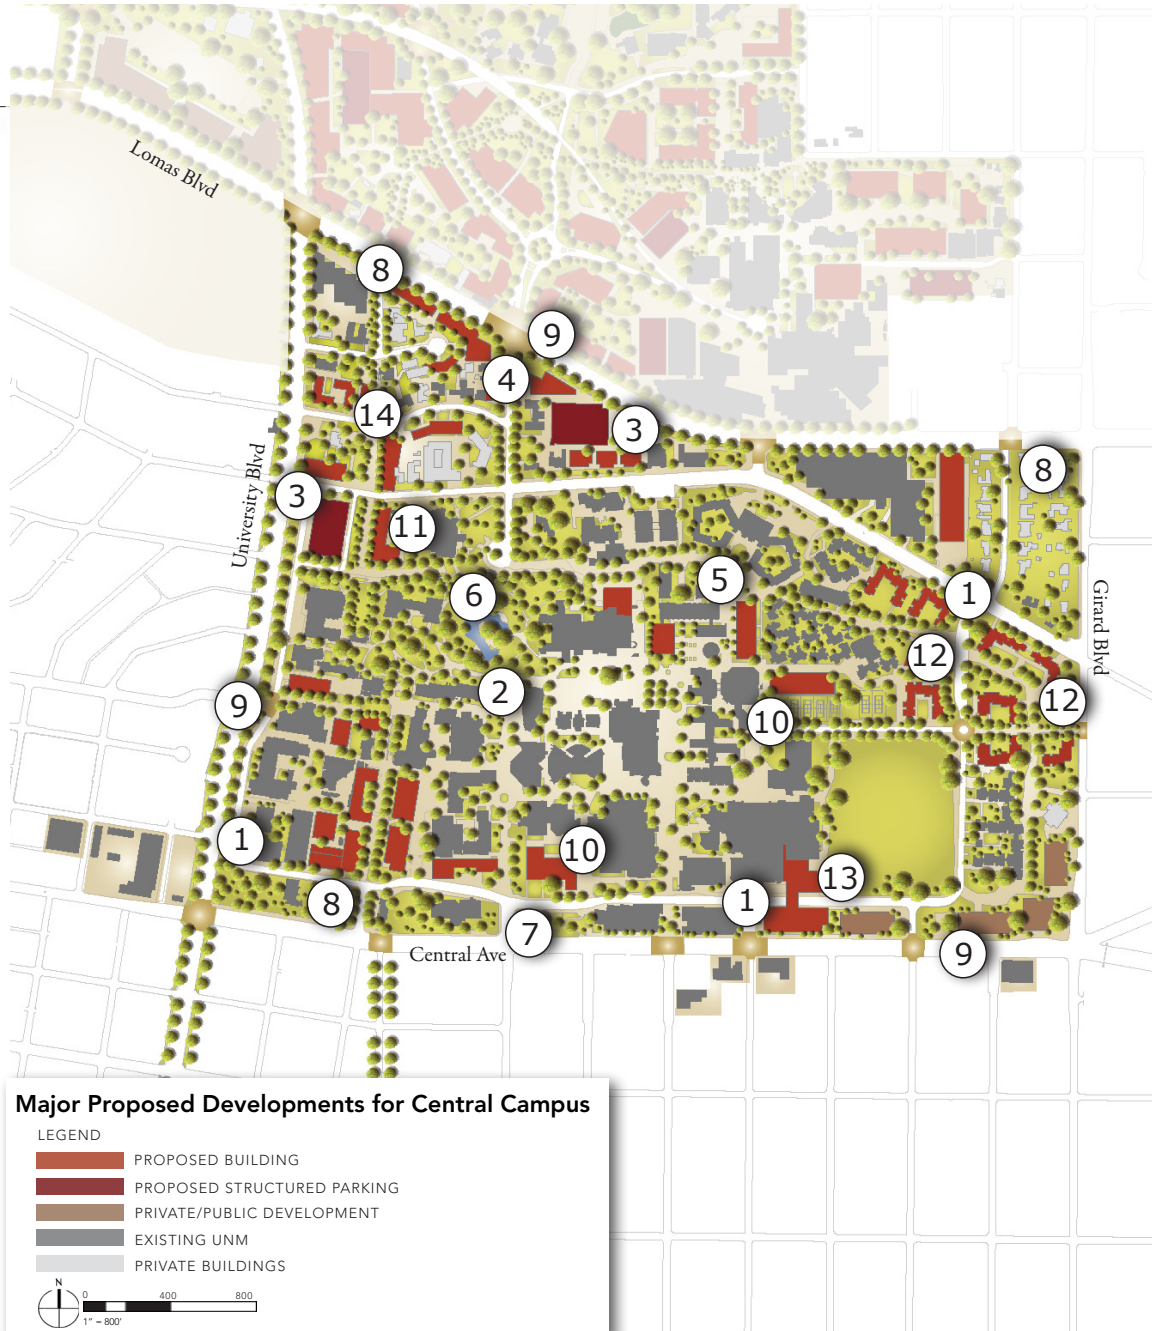 Lomas Blvd
8
9
4
14
3
8
3
University Blvd
11
5
6
1
Girard Blvd
12
2
12
9
10
1
10
13
8
1
7
Central Ave
9
Major Proposed Developments for Central Campus
LEGEND
PROPOSED BUILDING
PROPOSED STRUCTURED PARKING
PRIVATE/PUBLIC DEVELOPMENT
EXISTING UNM
PRIVATE BUILDINGS
N
0 400 800
1" = 800'